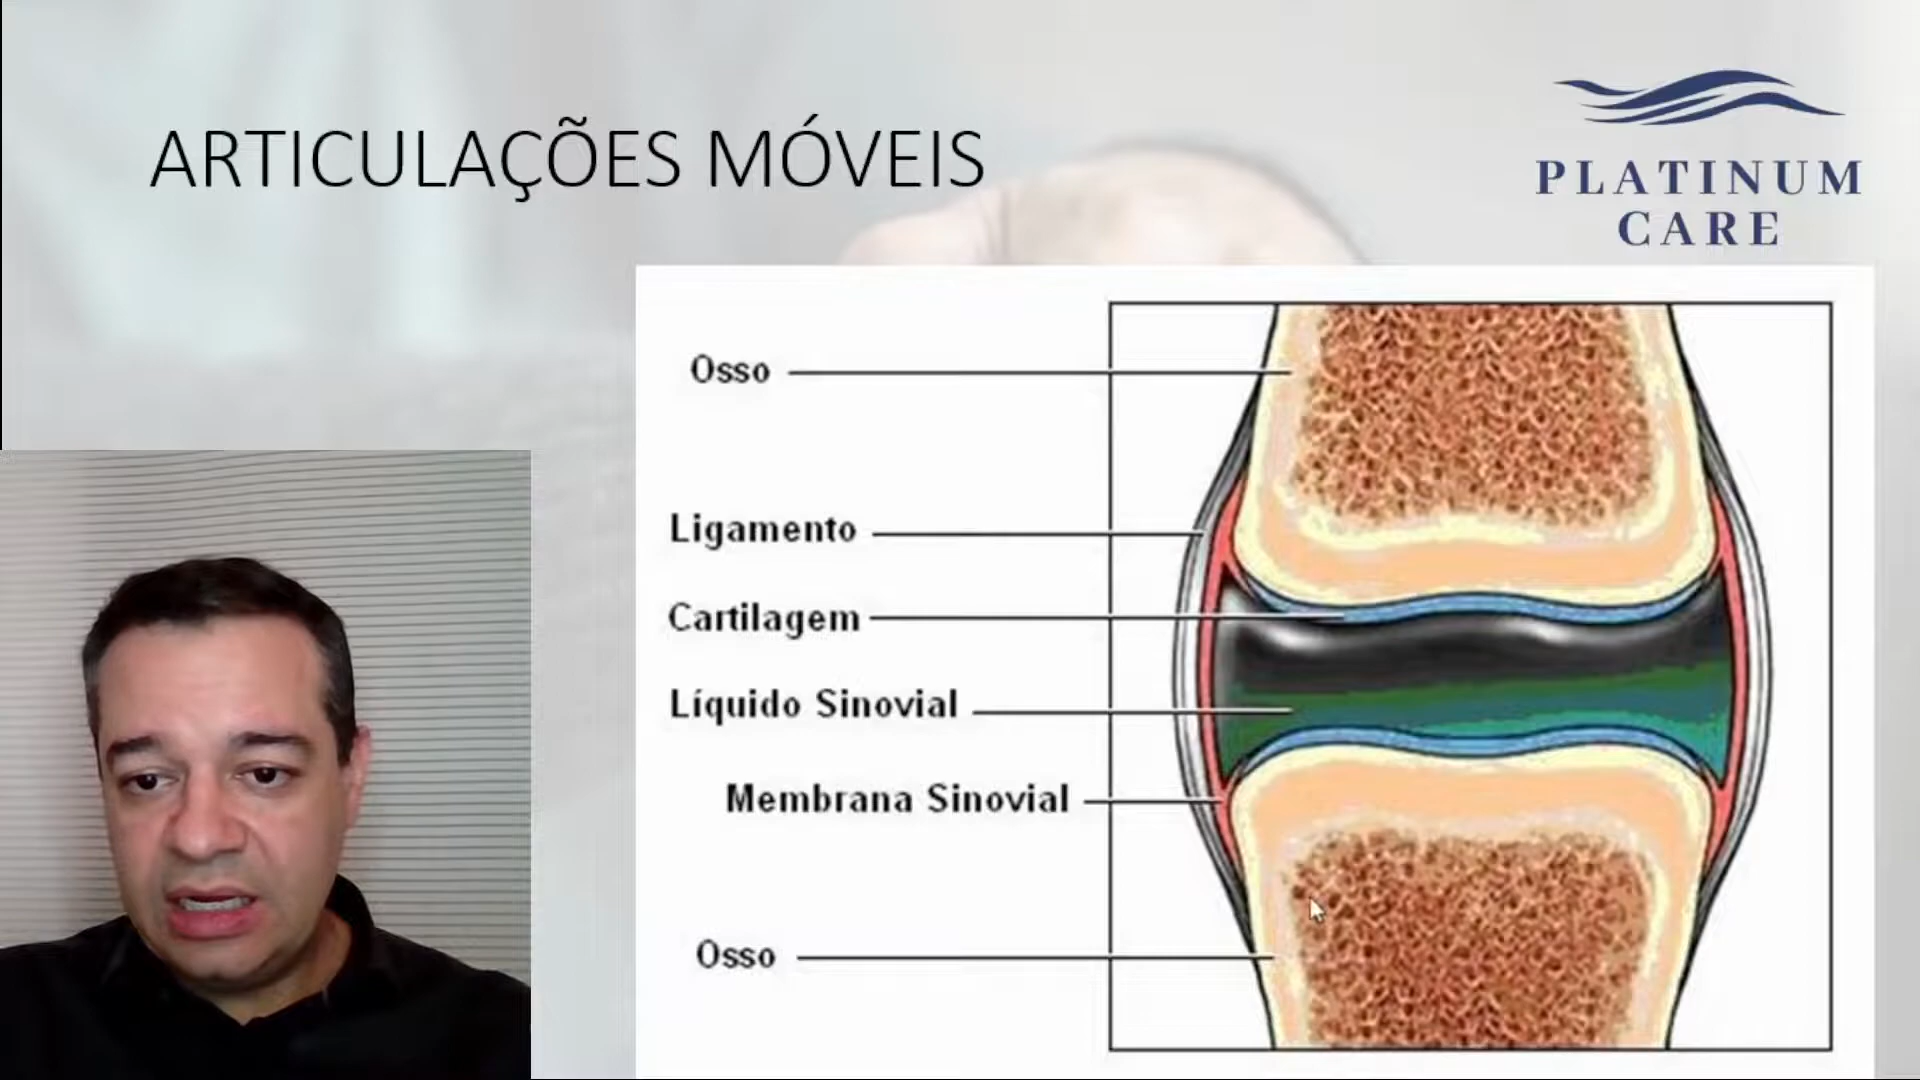 ARTICULAÇÕES MÓVEIS
PLATINUM
CARE
Osso
Ligamento
Cartilagem
Líquido Sinovial
Membrana Sinovial
Osso